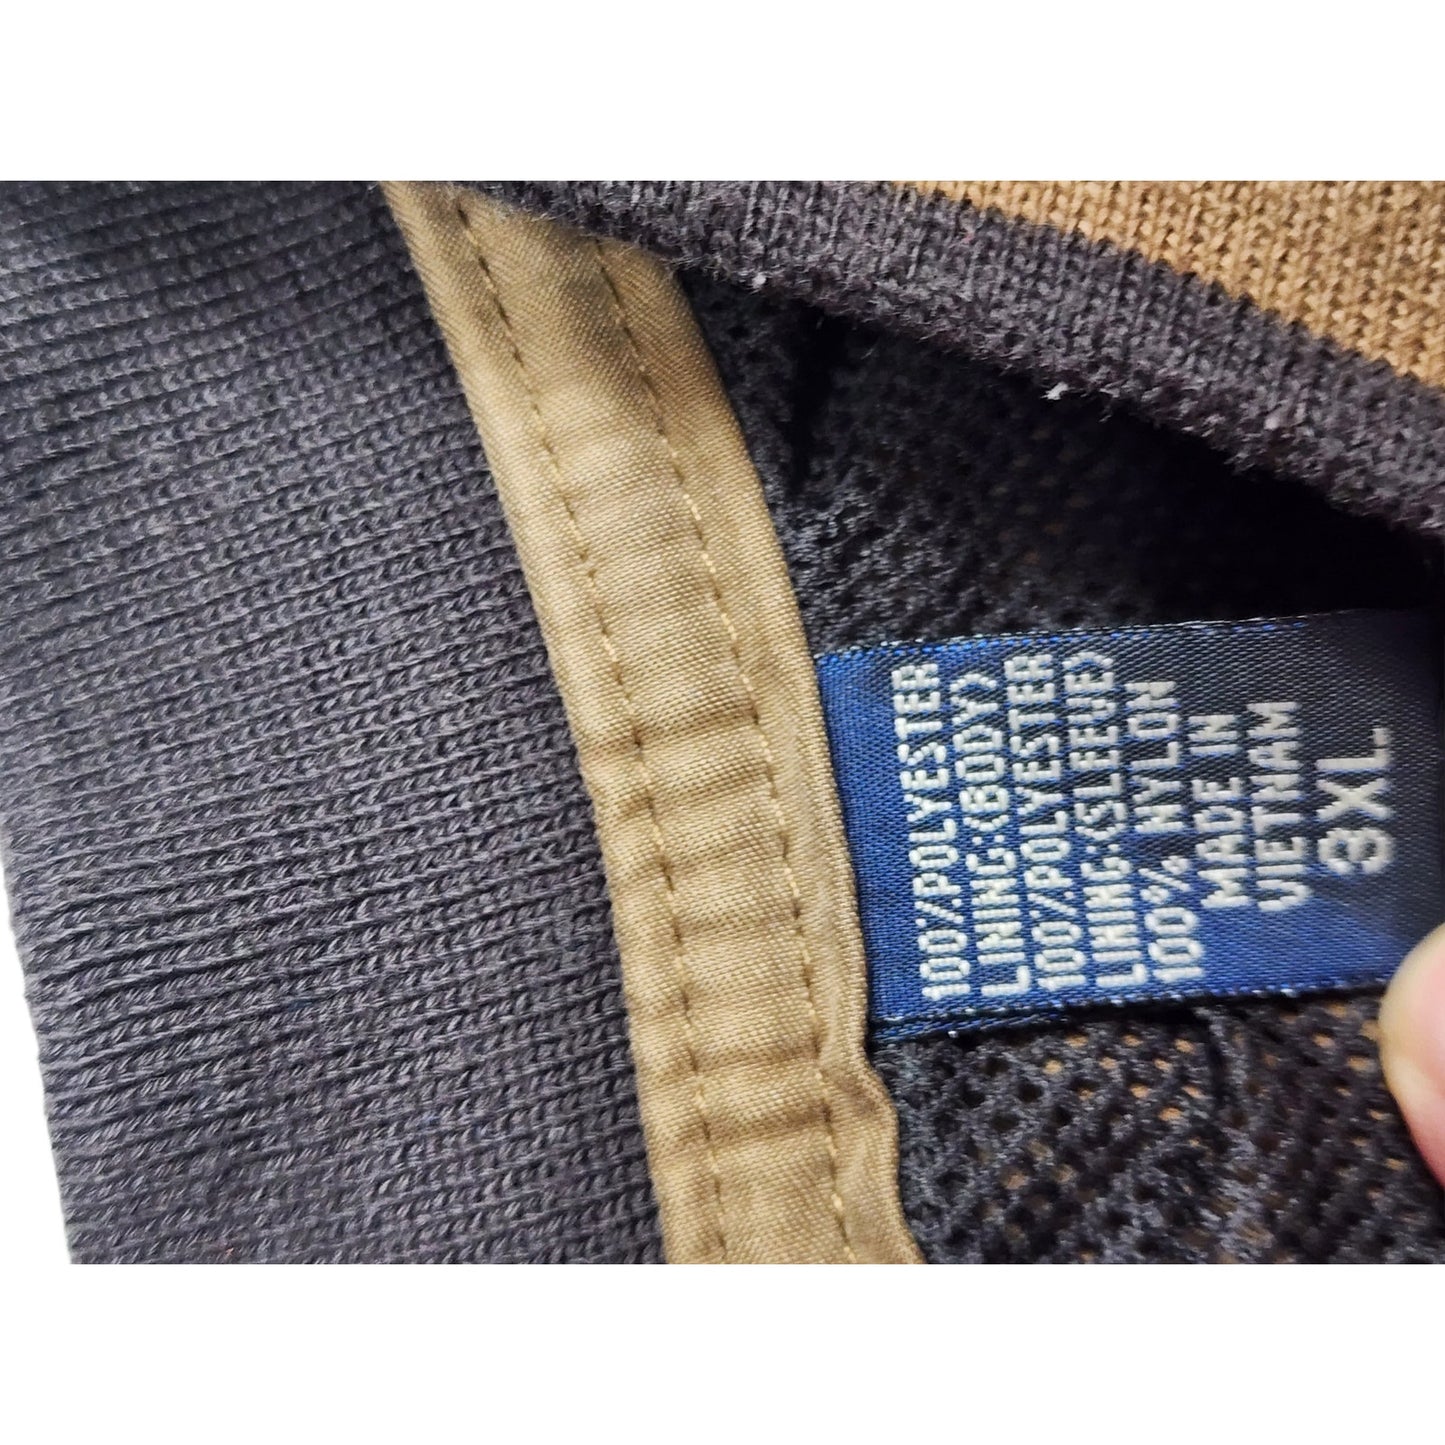 100/.POLYESTER
LINING:(BODY)
100/.POLYESTER
LINING:(SLEEVE)
100% NYLON
MADE IN
VIETNAM
3XL